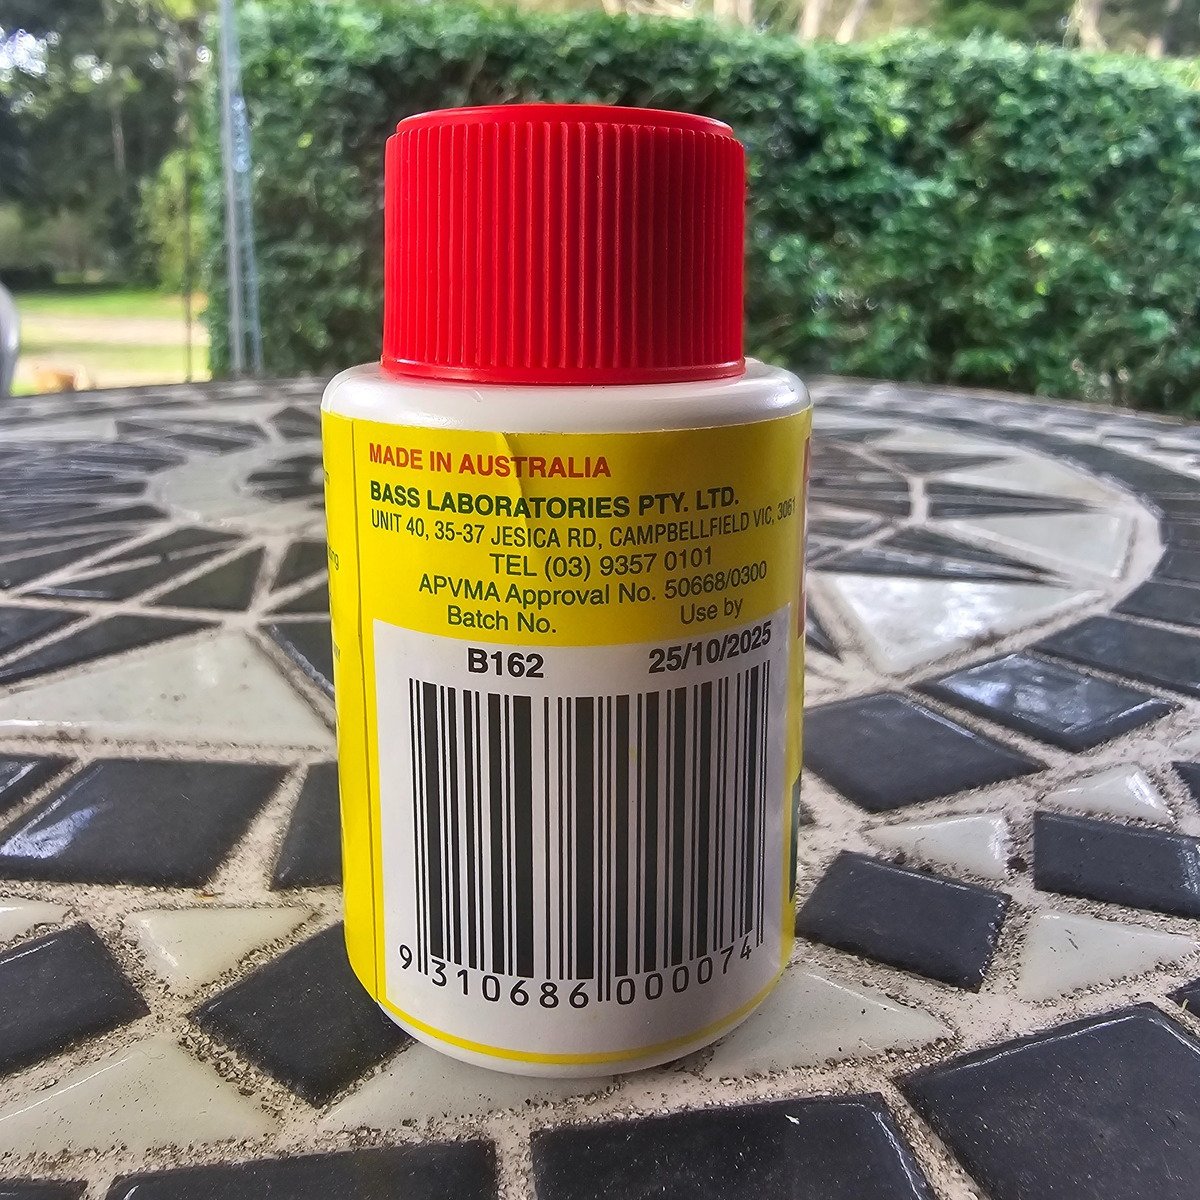 MADE IN AUSTRALIA
BASS LABORATORIES PTY. LTD.
UNIT 40, 35-37 JESICA RD, CAMPBELLFIELD VIC, 3061
TEL (03) 9357 0101
APVMA Approval No. 50668/0300
Batch No. Use by
B162 25/10/2025
9 310686 000074